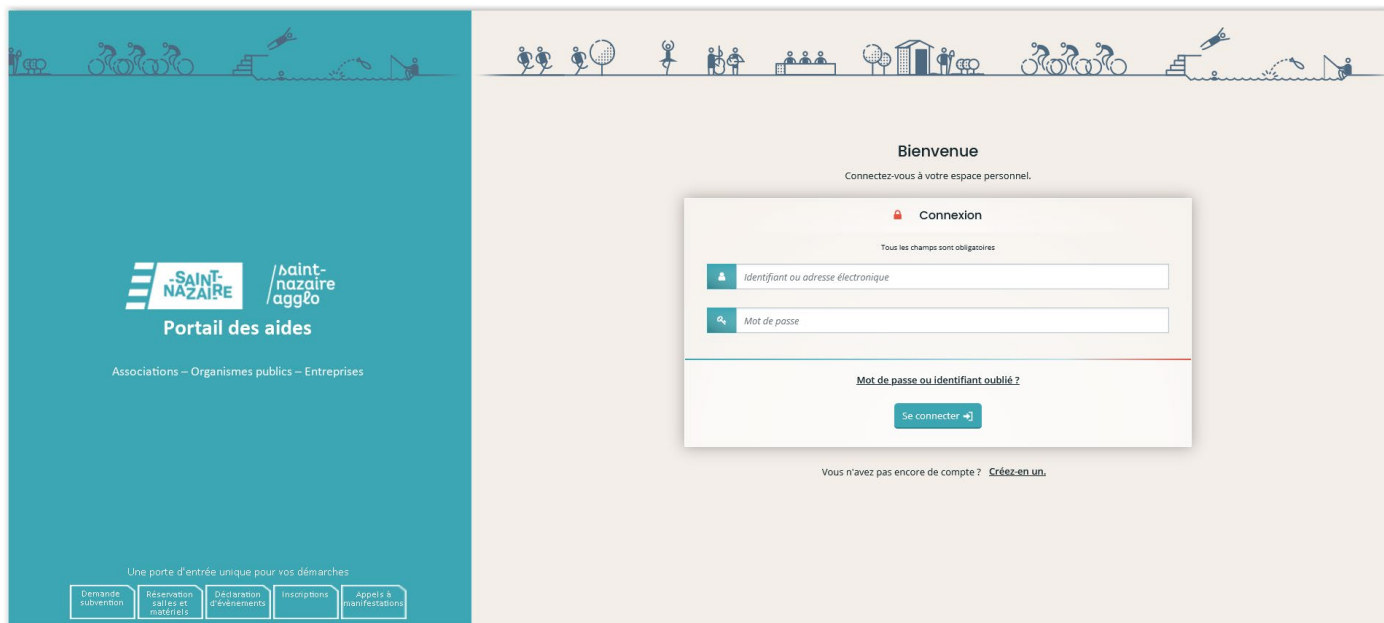 -SAINT-
NAZAIRE
/saint-
nazaire
/agglo
Portail des aides
Associations – Organismes publics – Entreprises
Une porte d'entrée unique pour vos démarches
Demande
subvention
Réservation
salles et
matériels
Déclaration
d'évènements
Inscriptions
Appels à
manifestations
Bienvenue
Connectez-vous à votre espace personnel.
Connexion
Tous les champs sont obligatoires
Identifiant ou adresse électronique
Mot de passe
Mot de passe ou identifiant oublié ?
Se connecter
Vous n'avez pas encore de compte ? Créez-en un.